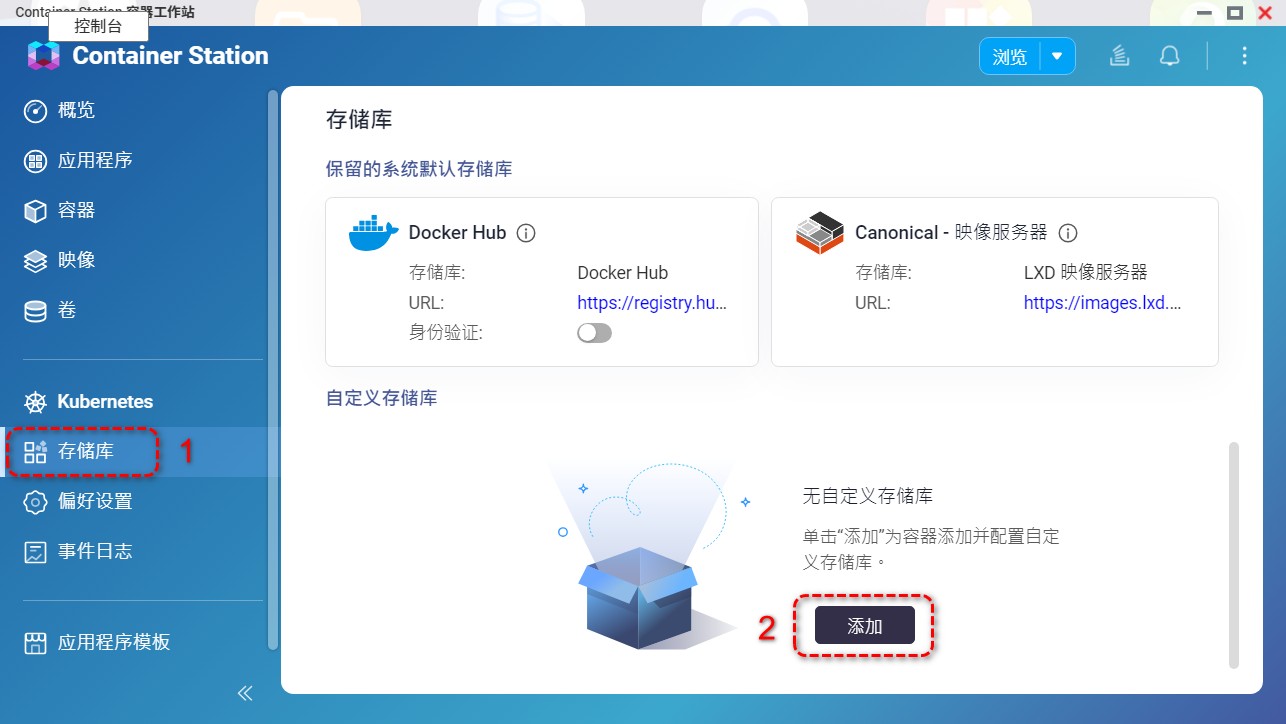 Container Station 容器工作站
控制台
Container Station
浏览
概览
应用程序
容器
映像
卷
Kubernetes
存储库
1
偏好设置
事件日志
应用程序模板
存储库
保留的系统默认存储库
Docker Hub
存储库: Docker Hub
URL: https://registry.hu...
身份验证:
Canonical - 映像服务器
存储库: LXD 映像服务器
URL: https://images.lxd....
自定义存储库
无自定义存储库
单击“添加”为容器添加并配置自定
义存储库。
2
添加